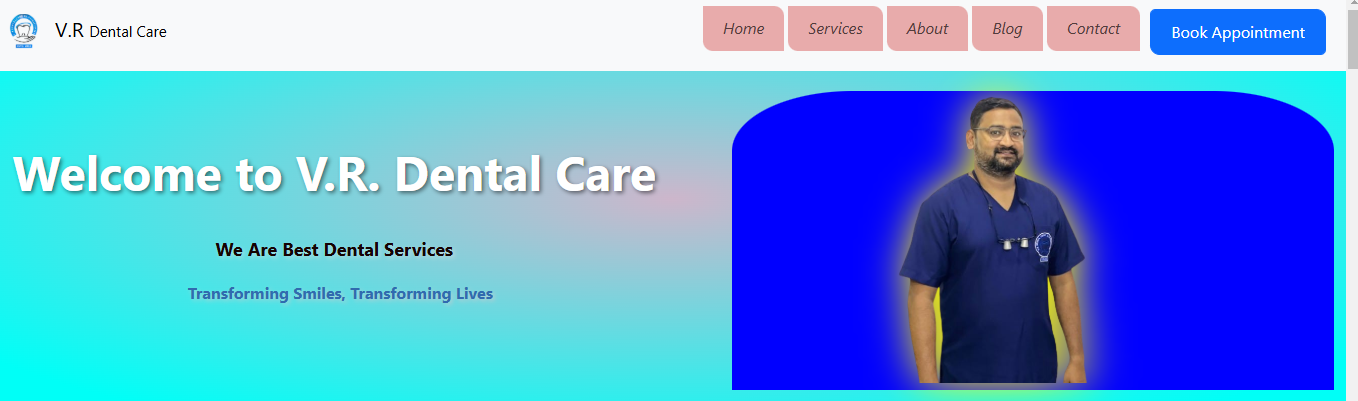 V.R Dental Care
Home
Services
About
Blog
Contact
Book Appointment
Welcome to V.R. Dental Care
We Are Best Dental Services
Transforming Smiles, Transforming Lives